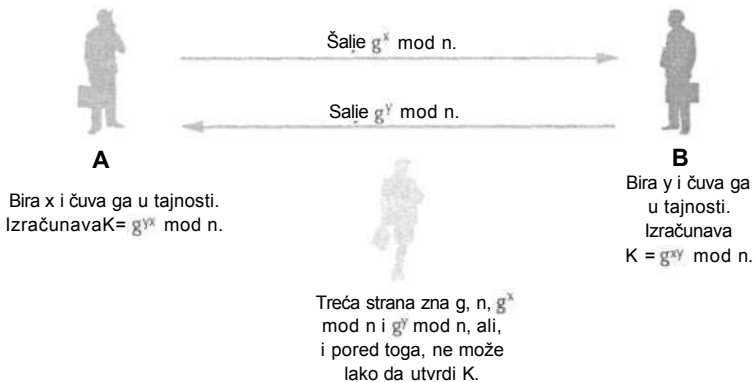 Šalje g^x mod n.
Salje g^y mod n.
A
Bira x i čuva ga u tajnosti.
IzračunavaK= g^yx mod n.
B
Bira y i čuva ga
u tajnosti.
Izračunava
K = g^xy mod n.
Treća strana zna g, n, g^x
mod n i g^y mod n, ali,
i pored toga, ne može
lako da utvrdi K.